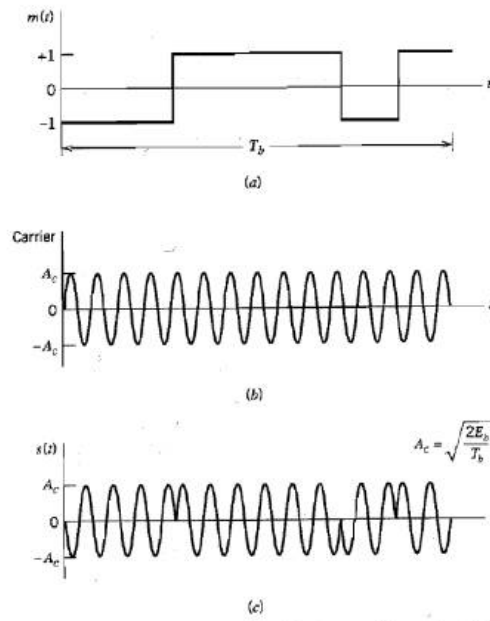 m(t)
+1
0
t
−1
T_b
(a)
Carrier
A_c
0
−A_c
(b)
A_c = √(2E_b/T_b)
s(t)
A_c
0
−A_c
(c)